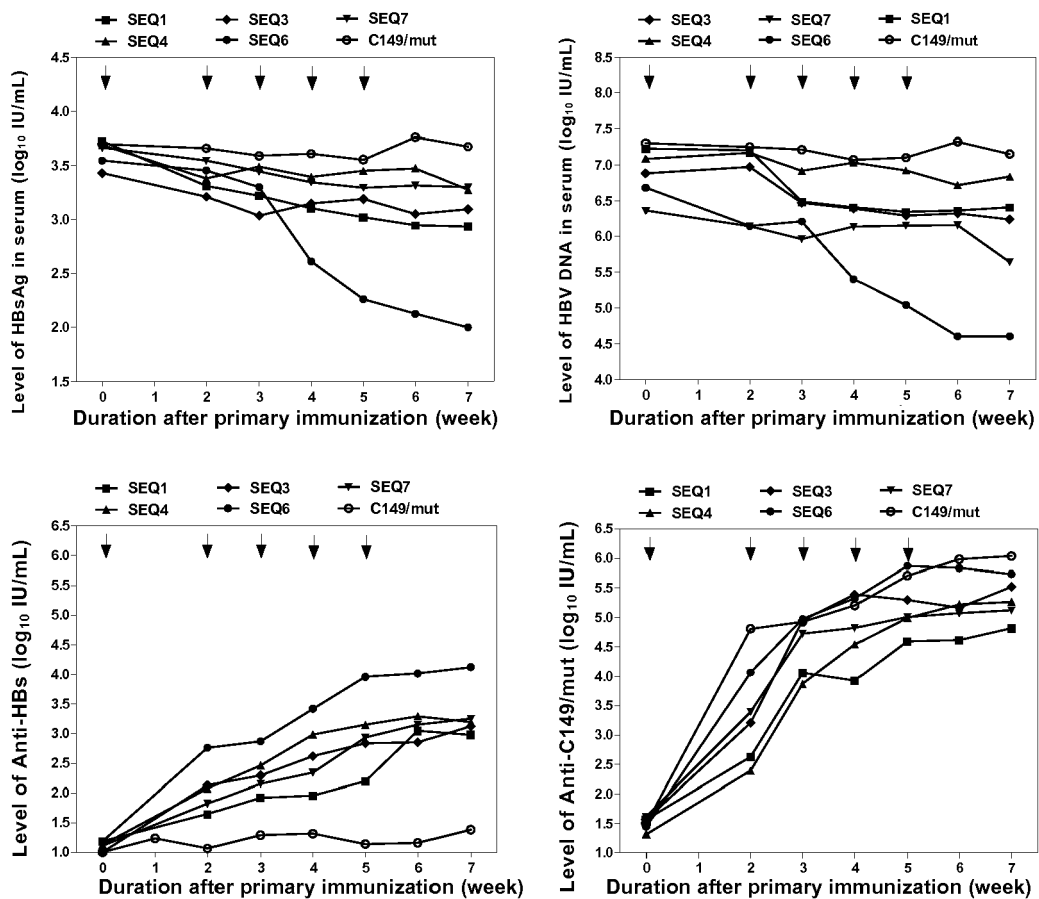 SEQ1 SEQ3 SEQ7
SEQ4 SEQ6 C149/mut
Level of HBsAg in serum (log10 IU/mL)
4.5
4.0
3.5
3.0
2.5
2.0
1.5
0 1 2 3 4 5 6 7
Duration after primary immunization (week)
SEQ3 SEQ7 SEQ1
SEQ4 SEQ6 C149/mut
Level of HBV DNA in serum (log10 IU/mL)
8.5
8.0
7.5
7.0
6.5
6.0
5.5
5.0
4.5
4.0
0 1 2 3 4 5 6 7
Duration after primary immunization (week)
SEQ1 SEQ3 SEQ7
SEQ4 SEQ6 C149/mut
Level of Anti-HBs (log10 IU/mL)
6.5
6.0
5.5
5.0
4.5
4.0
3.5
3.0
2.5
2.0
1.5
1.0
0 1 2 3 4 5 6 7
Duration after primary immunization (week)
SEQ1 SEQ3 SEQ7
SEQ4 SEQ6 C149/mut
Level of Anti-C149/mut (log10 IU/mL)
6.5
6.0
5.5
5.0
4.5
4.0
3.5
3.0
2.5
2.0
1.5
1.0
0 1 2 3 4 5 6 7
Duration after primary immunization (week)